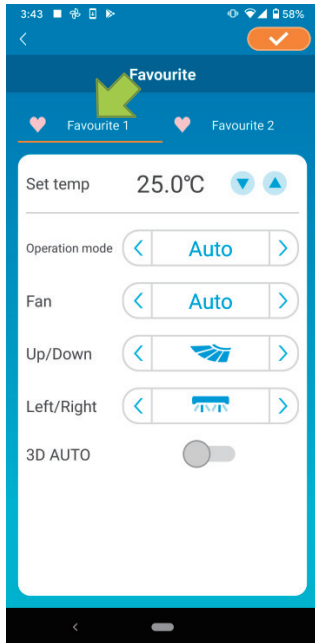 3:43 58%
Favourite
Favourite 1 Favourite 2
Set temp 25.0℃
Operation mode Auto
Fan Auto
Up/Down
Left/Right
3D AUTO